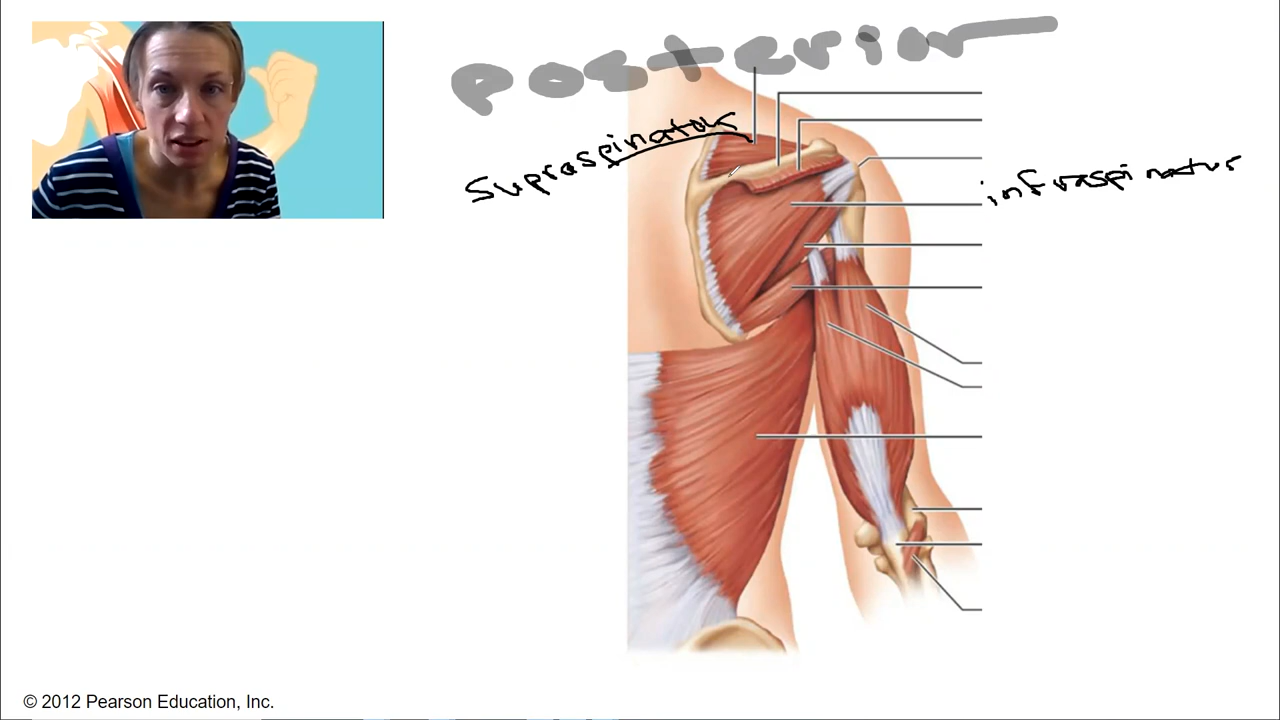 posterior
Supraspinatus
infraspinatus
© 2012 Pearson Education, Inc.